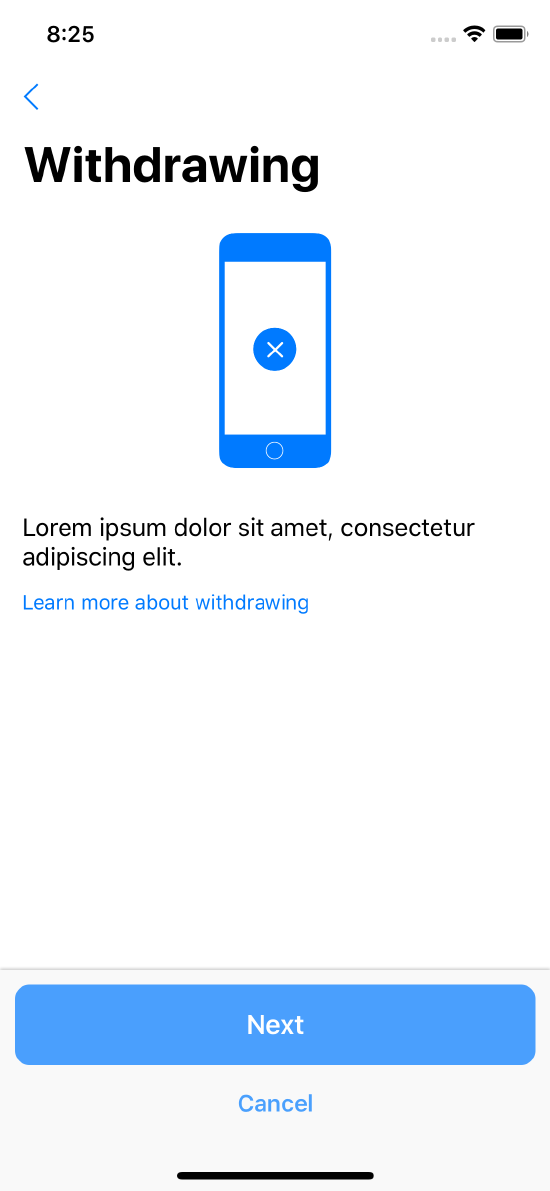 8:25
Withdrawing
Lorem ipsum dolor sit amet, consectetur
adipiscing elit.
Learn more about withdrawing
Next
Cancel